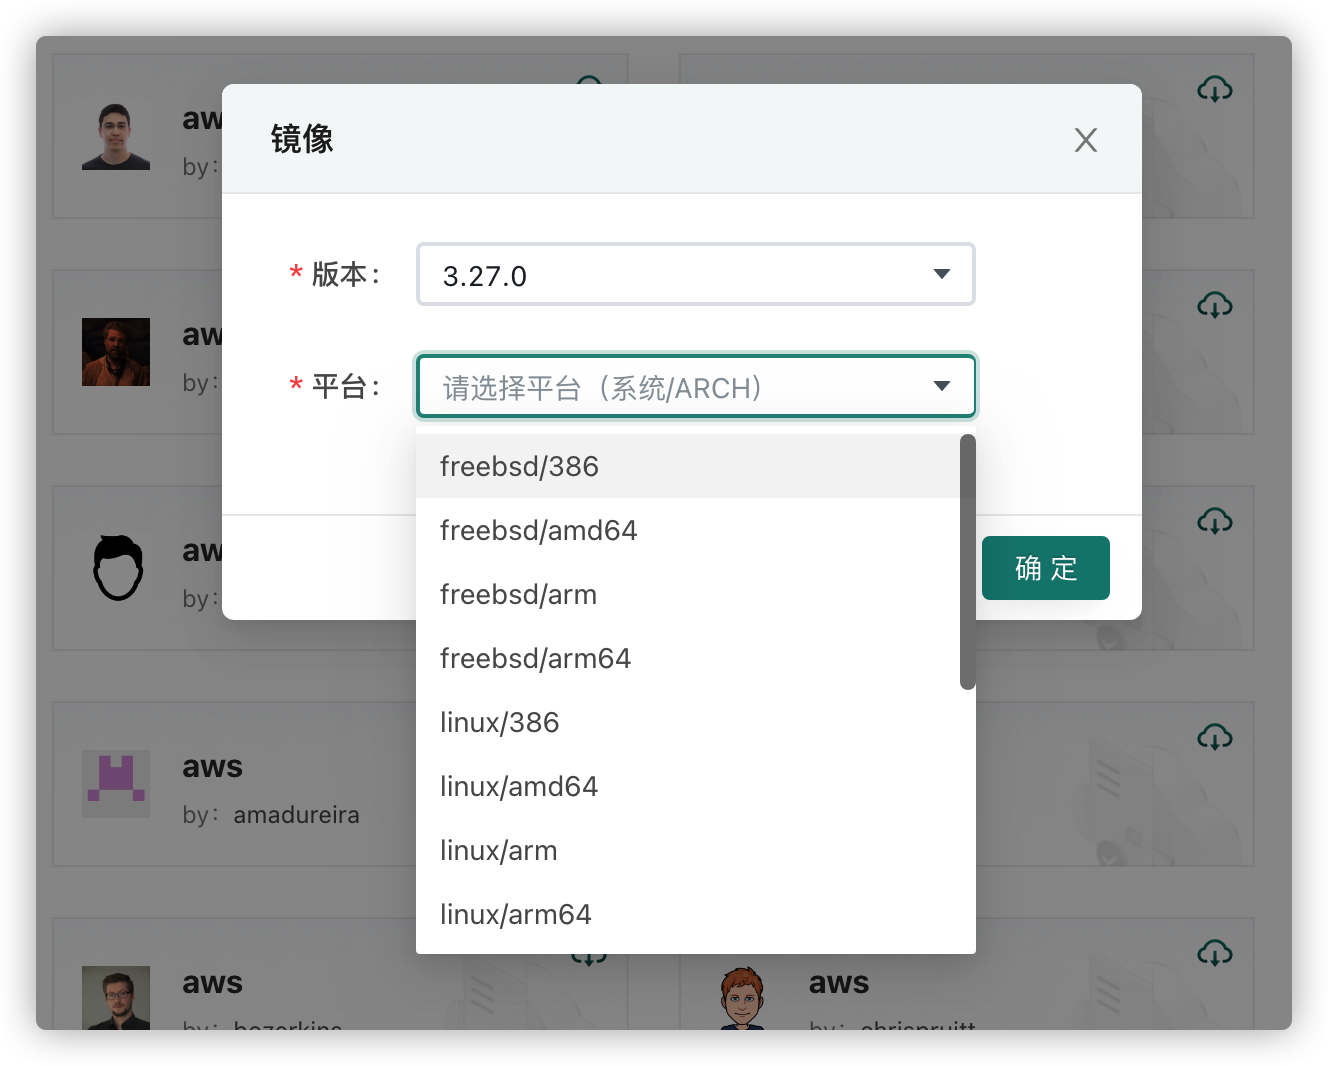 镜像
* 版本：
3.27.0
* 平台：
请选择平台（系统/ARCH）
freebsd/386
freebsd/amd64
freebsd/arm
freebsd/arm64
linux/386
linux/amd64
linux/arm
linux/arm64
确 定
aw
by：
aw
by：
aw
by：
aws
by： amadureira
aws
by： bezerkins
aws
by： chrispruitt